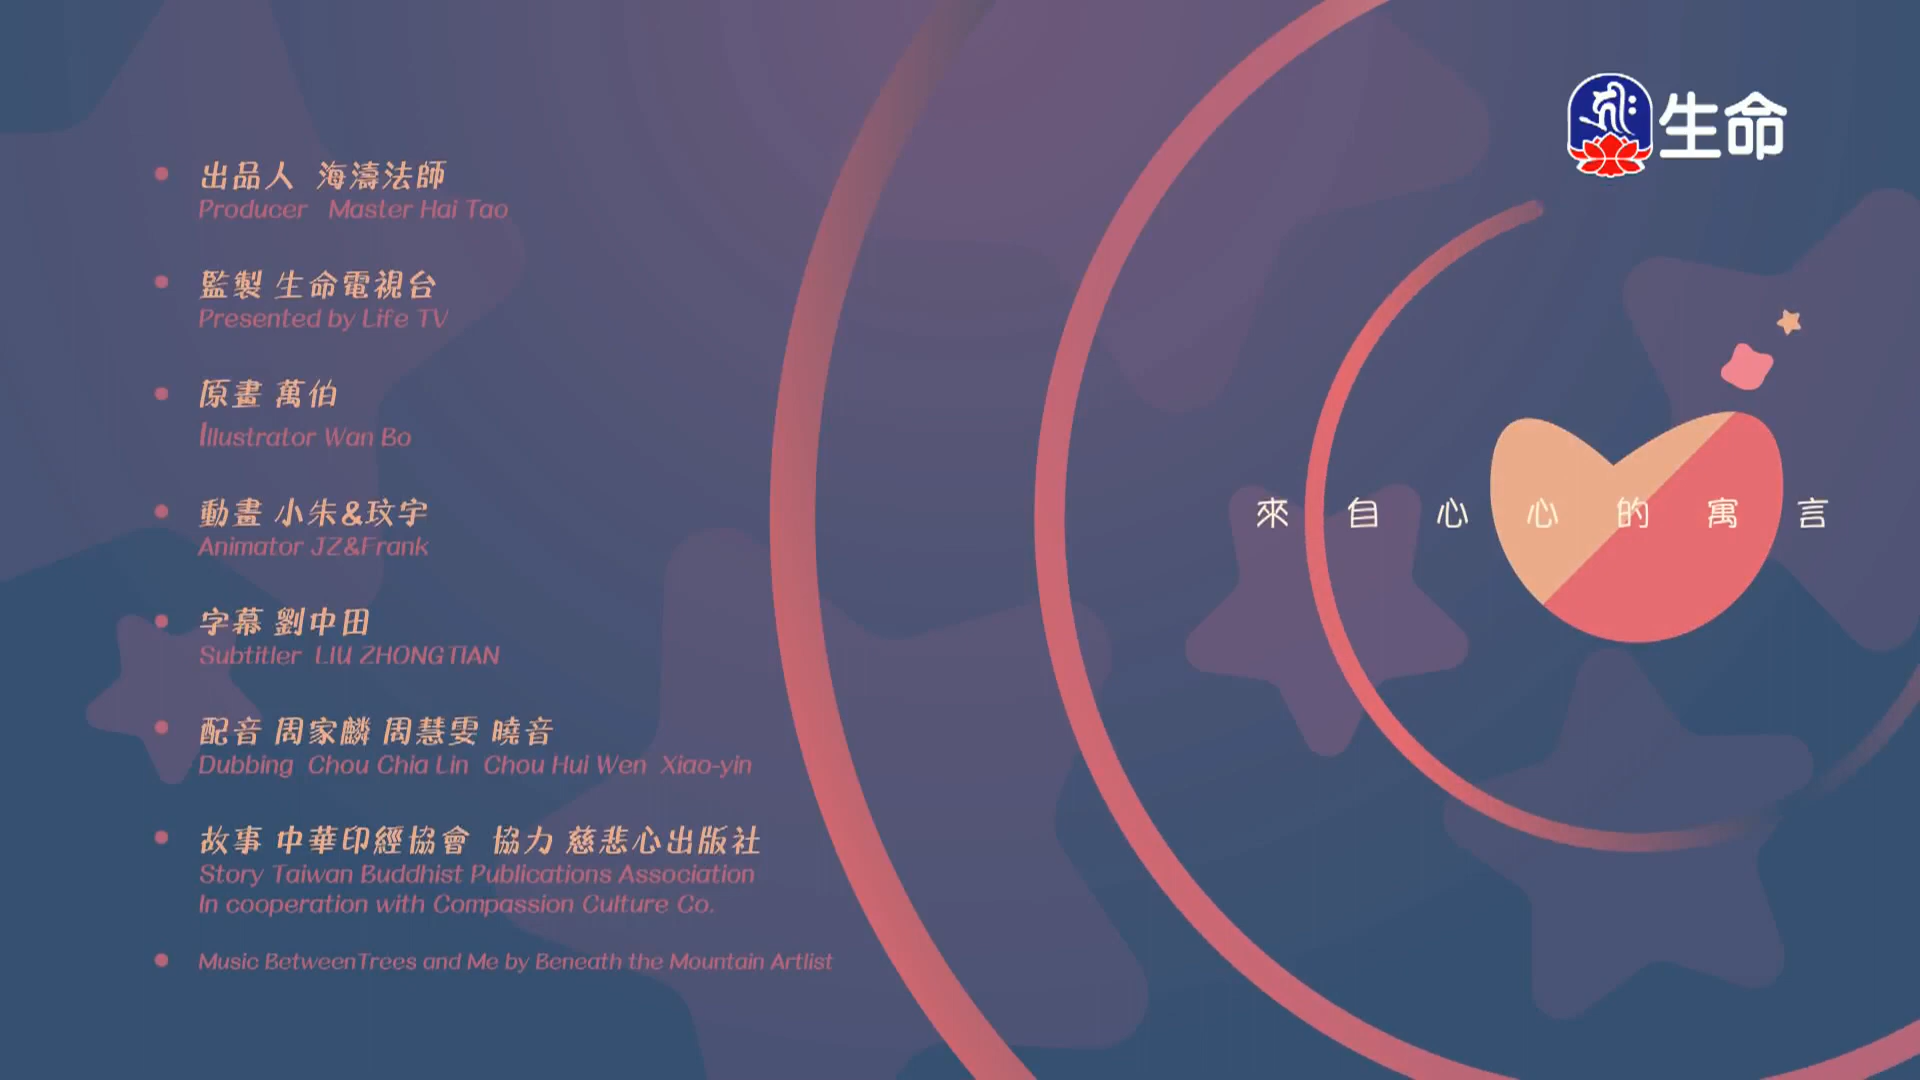 出品人 海濤法師
Producer Master Hai Tao
監製 生命電視台
Presented by Life TV
原畫 萬伯
Illustrator Wan Bo
動畫 小朱&玟宇
Animator JZ&Frank
字幕 劉中田
Subtitler LIU ZHONGTIAN
配音 周家麟 周慧雯 曉音
Dubbing Chou Chia Lin Chou Hui Wen Xiao-yin
故事 中華印經協會 協力 慈悲心出版社
Story Taiwan Buddhist Publications Association
In cooperation with Compassion Culture Co.
Music BetweenTrees and Me by Beneath the Mountain Artlist
生命
來自心心的寓言